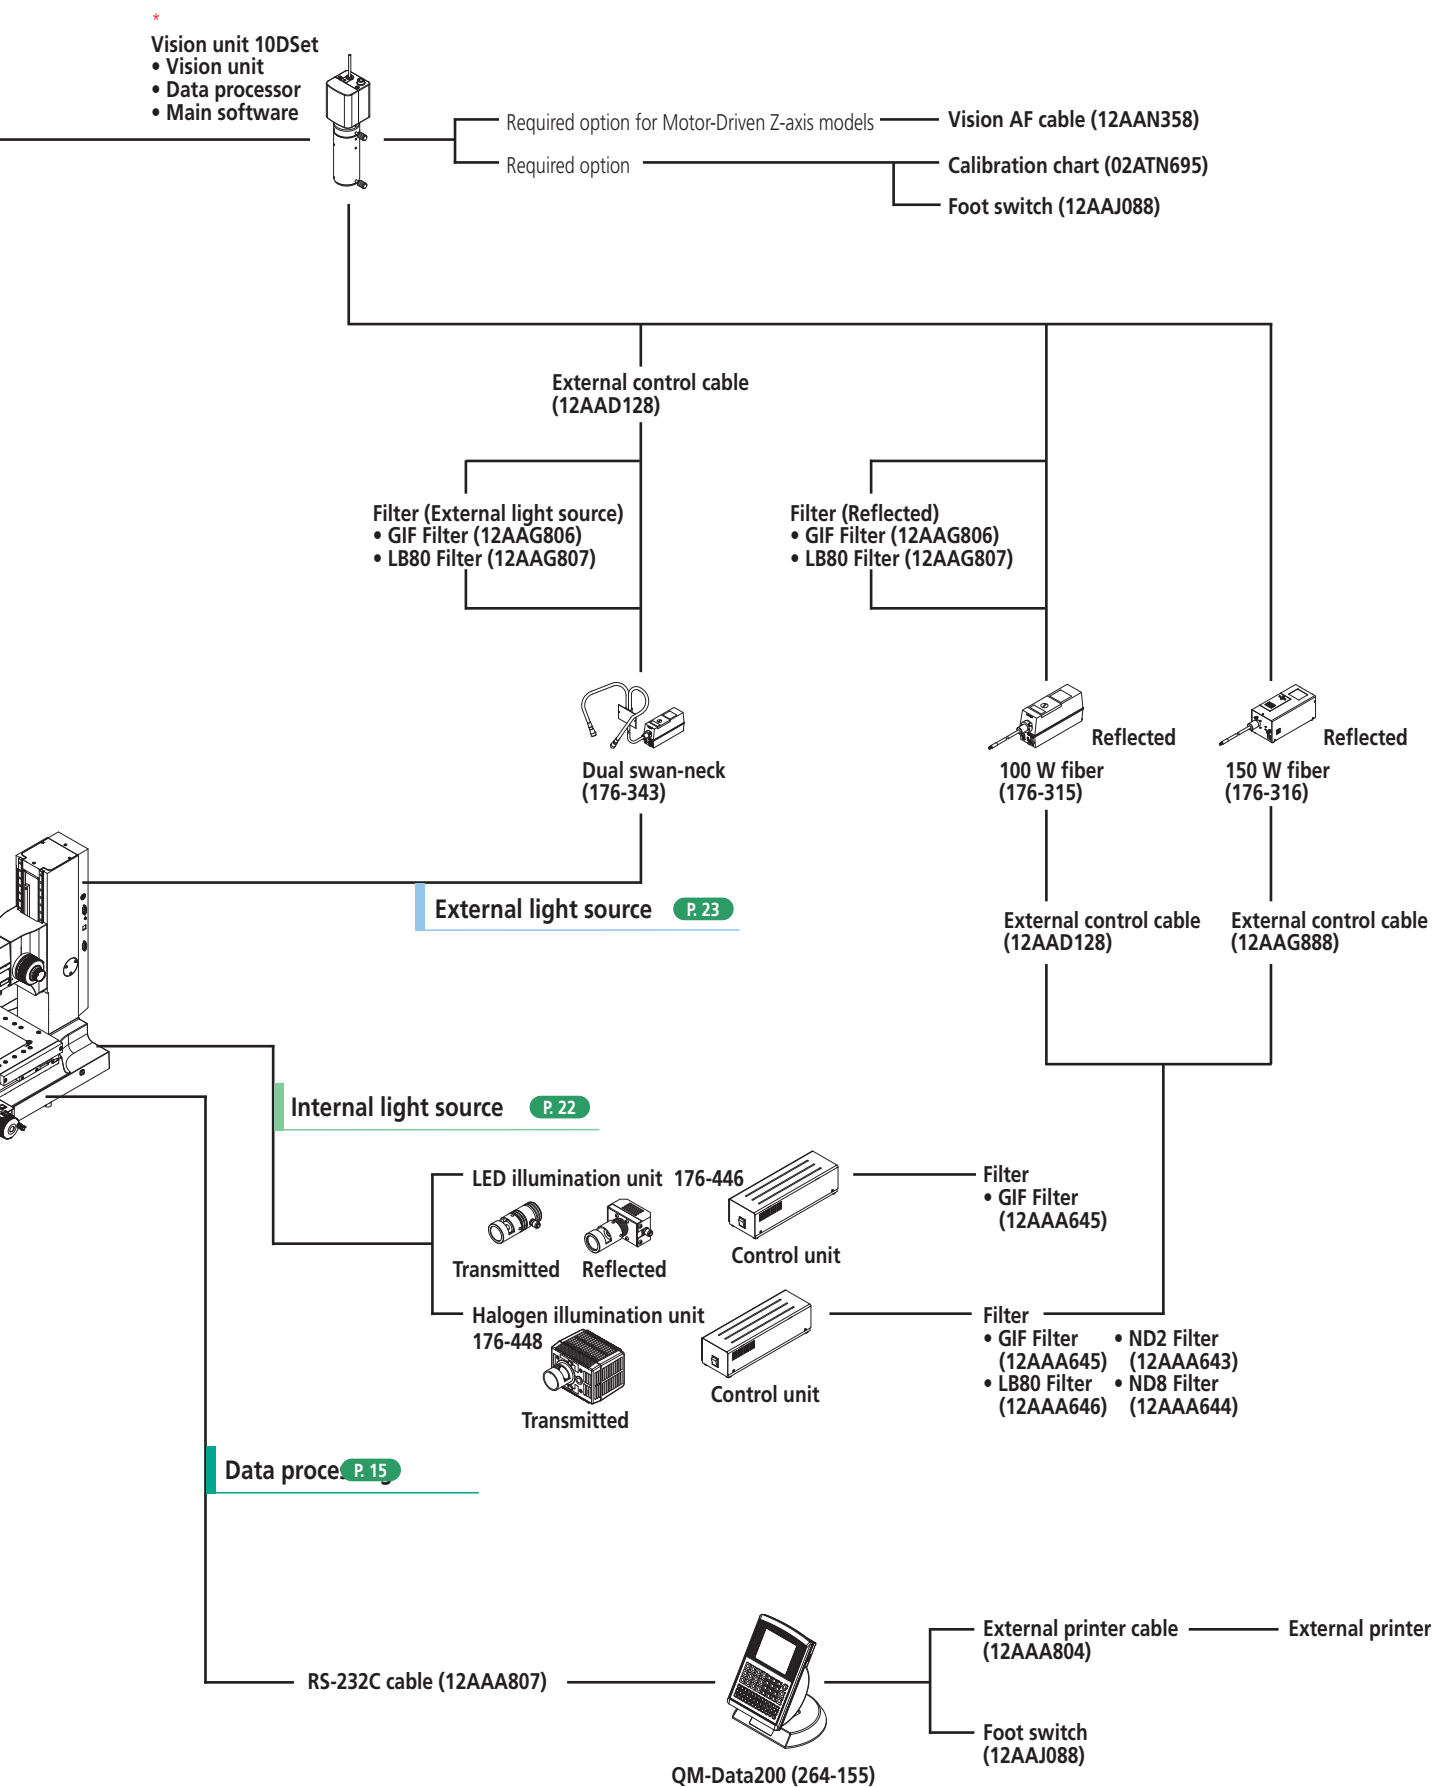 *
Vision unit 10DSet
• Vision unit
• Data processor
• Main software
Required option for Motor-Driven Z-axis models
Vision AF cable (12AAN358)
Required option
Calibration chart (02ATN695)
Foot switch (12AAJ088)
External control cable
(12AAD128)
Filter (External light source)
• GIF Filter (12AAG806)
• LB80 Filter (12AAG807)
Filter (Reflected)
• GIF Filter (12AAG806)
• LB80 Filter (12AAG807)
Dual swan-neck
(176-343)
Reflected
100 W fiber
(176-315)
Reflected
150 W fiber
(176-316)
External light source P. 23
External control cable
(12AAD128)
External control cable
(12AAG888)
Internal light source P. 22
LED illumination unit 176-446
Transmitted
Reflected
Control unit
Filter
• GIF Filter
(12AAA645)
Halogen illumination unit
176-448
Transmitted
Control unit
Filter
• GIF Filter
(12AAA645)
• LB80 Filter
(12AAA646)
• ND2 Filter
(12AAA643)
• ND8 Filter
(12AAA644)
Data P. 15
RS-232C cable (12AAA807)
QM-Data200 (264-155)
External printer cable
(12AAA804)
External printer
Foot switch
(12AAJ088)